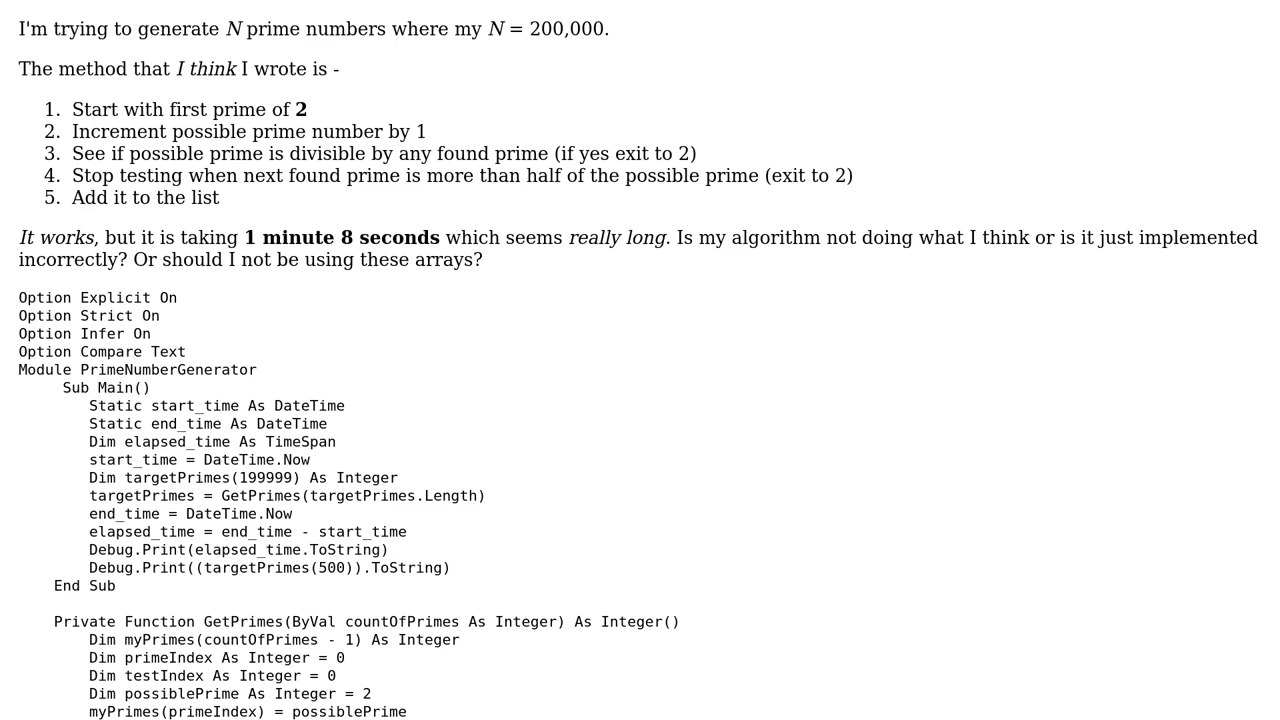 I'm trying to generate N prime numbers where my N = 200,000.
The method that I think I wrote is -
1. Start with first prime of 2
2. Increment possible prime number by 1
3. See if possible prime is divisible by any found prime (if yes exit to 2)
4. Stop testing when next found prime is more than half of the possible prime (exit to 2)
5. Add it to the list
It works, but it is taking 1 minute 8 seconds which seems really long. Is my algorithm not doing what I think or is it just implemented
incorrectly? Or should I not be using these arrays?
Option Explicit On
Option Strict On
Option Infer On
Option Compare Text
Module PrimeNumberGenerator
     Sub Main()
        Static start_time As DateTime
        Static end_time As DateTime
        Dim elapsed_time As TimeSpan
        start_time = DateTime.Now
        Dim targetPrimes(199999) As Integer
        targetPrimes = GetPrimes(targetPrimes.Length)
        end_time = DateTime.Now
        elapsed_time = end_time - start_time
        Debug.Print(elapsed_time.ToString)
        Debug.Print((targetPrimes(500)).ToString)
    End Sub
    Private Function GetPrimes(ByVal countOfPrimes As Integer) As Integer()
        Dim myPrimes(countOfPrimes - 1) As Integer
        Dim primeIndex As Integer = 0
        Dim testIndex As Integer = 0
        Dim possiblePrime As Integer = 2
        myPrimes(primeIndex) = possiblePrime